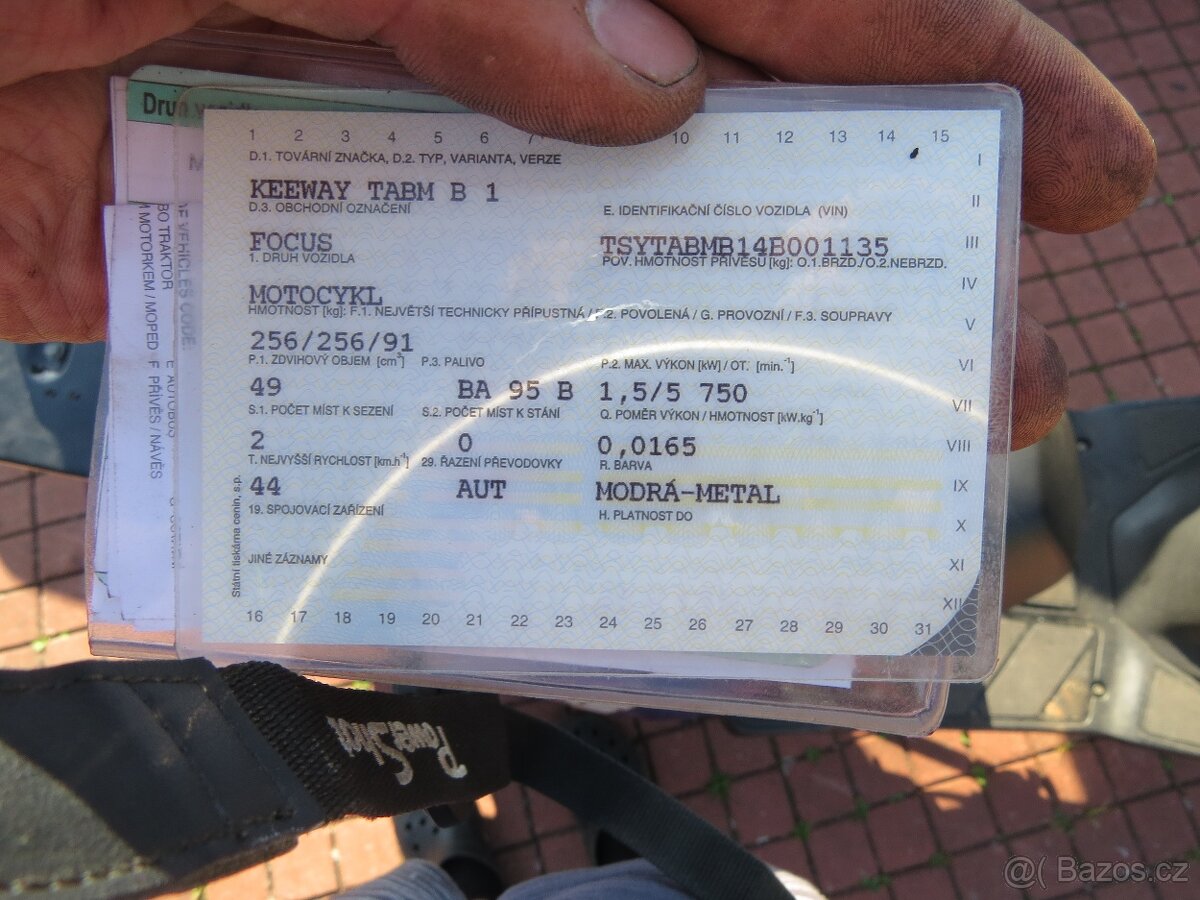 Druh
1 2 3 4 5 6 7 10 11 12 13 14 15
D.1. TOVÁRNÍ ZNAČKA, D.2. TYP, VARIANTA, VERZE
I
KEEWAY TABM B 1
II
D.3. OBCHODNÍ OZNAČENÍ E. IDENTIFIKAČNÍ ČÍSLO VOZIDLA (VIN)
FOCUS TSYTABMB14B001135
III
1. DRUH VOZIDLA POV. HMOTNOST PŘÍVĚSU [kg]: O.1.BRZD./O.2.NEBRZD.
IV
MOTOCYKL
HMOTNOST [kg]: F.1. NEJVĚTŠÍ TECHNICKY PŘÍPUSTNÁ / F.2. POVOLENÁ / G. PROVOZNÍ / F.3. SOUPRAVY
V
256/256/91
P.1. ZDVIHOVÝ OBJEM [cm³] P.3. PALIVO P.2. MAX. VÝKON [kW] / OT. [min.-1]
VI
49 BA 95 B 1,5/5 750
VII
S.1. POČET MÍST K SEZENÍ S.2. POČET MÍST K STÁNÍ Q. POMĚR VÝKON / HMOTNOST [kW.kg-1]
2 0 0,0165
VIII
T. NEJVYŠŠÍ RYCHLOST [km.h-1] 29. ŘAZENÍ PŘEVODOVKY R. BARVA
44 AUT MODRÁ-METAL
IX
19. SPOJOVACÍ ZAŘÍZENÍ H. PLATNOST DO
X
JINÉ ZÁZNAMY
XI
XII
16 17 18 19 20 21 22 23 24 25 26 27 28 29 30 31
Státní tiskárna cenin, s.p.
OF VEHICLES CODE:
BO TRAKTOR E AUTOBUS
MOTORKEM / MOPED F PŘÍVĚS / NÁVĚS
PowerShot
@( Bazos.cz